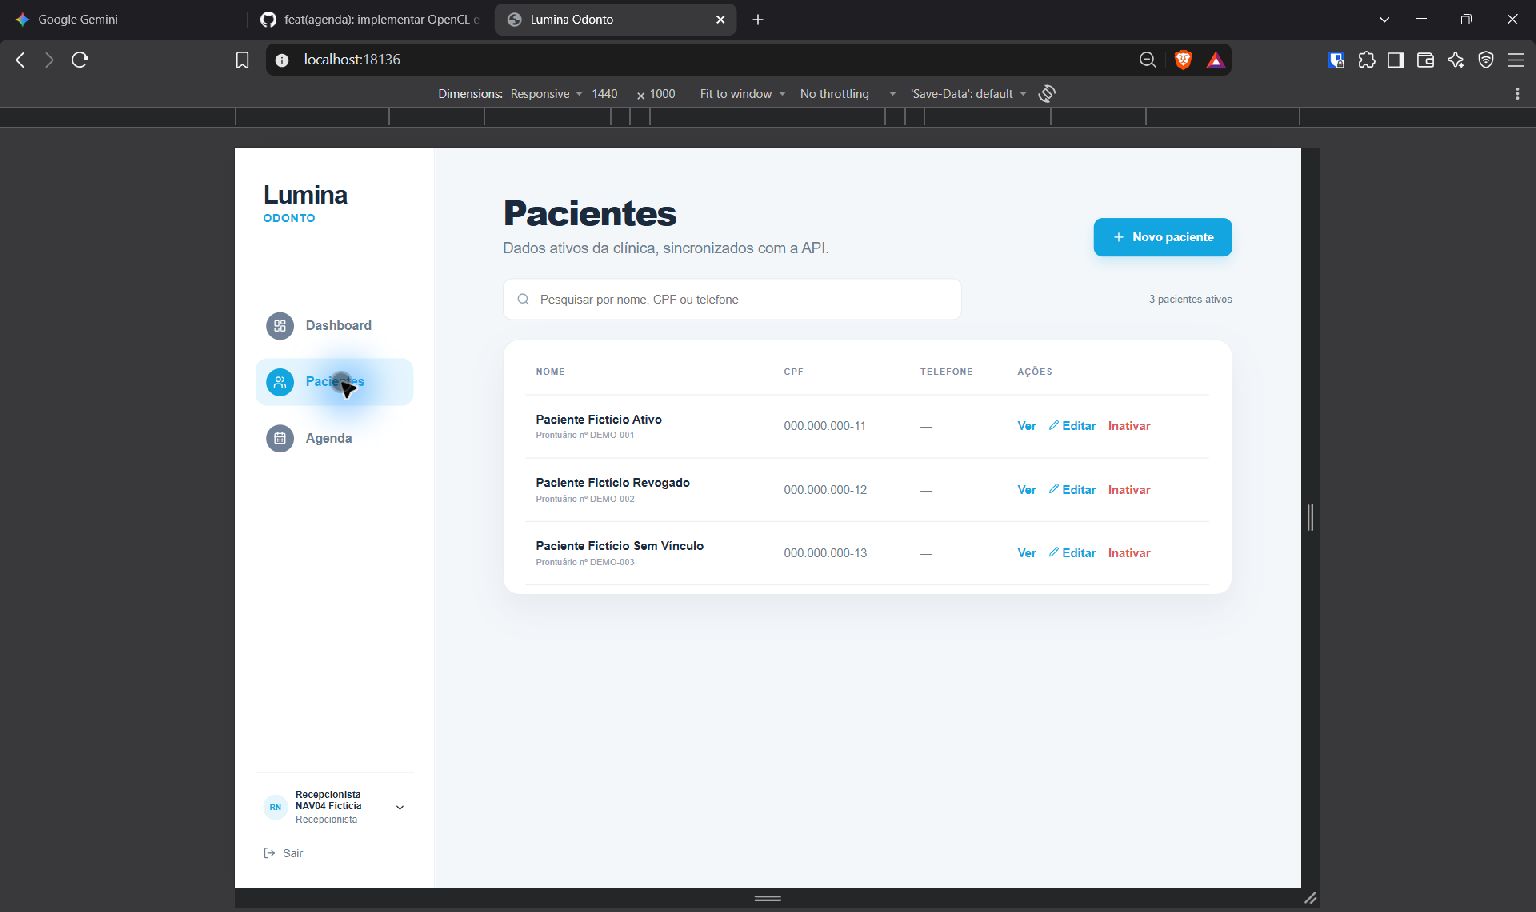 Google Gemini
feat(agenda): implementar OpenCL e
Lumina Odonto
localhost:18136
Dimensions: Responsive 1440 x 1000 Fit to window No throttling 'Save-Data': default
Lumina
ODONTO
Dashboard
Pacientes
Agenda
Recepcionista
NAV04 Fictícia
Recepcionista
Sair
Pacientes
Dados ativos da clínica, sincronizados com a API.
+ Novo paciente
Pesquisar por nome, CPF ou telefone
3 pacientes ativos
NOME CPF TELEFONE AÇÕES
Paciente Fictício Ativo 000.000.000-11 — Ver Editar Inativar
Prontuário nº DEMO-001
Paciente Fictício Revogado 000.000.000-12 — Ver Editar Inativar
Prontuário nº DEMO-002
Paciente Fictício Sem Vínculo 000.000.000-13 — Ver Editar Inativar
Prontuário nº DEMO-003
RN